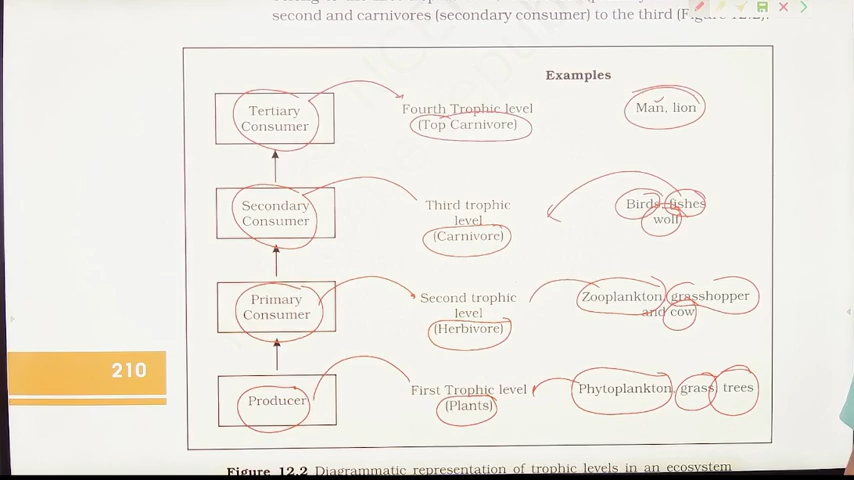 second and carnivores (secondary consumer) to the third (Figure 12.2).
Examples
Tertiary
Consumer
Fourth Trophic level
(Top Carnivore)
Man, lion
Secondary
Consumer
Third trophic
level
(Carnivore)
Birds, fishes
wolf
Primary
Consumer
Second trophic
level
(Herbivore)
Zooplankton, grasshopper
and cow
Producer
First Trophic level
(Plants)
Phytoplankton, grass trees
210
Figure 12.2 Diagrammatic representation of trophic levels in an ecosystem